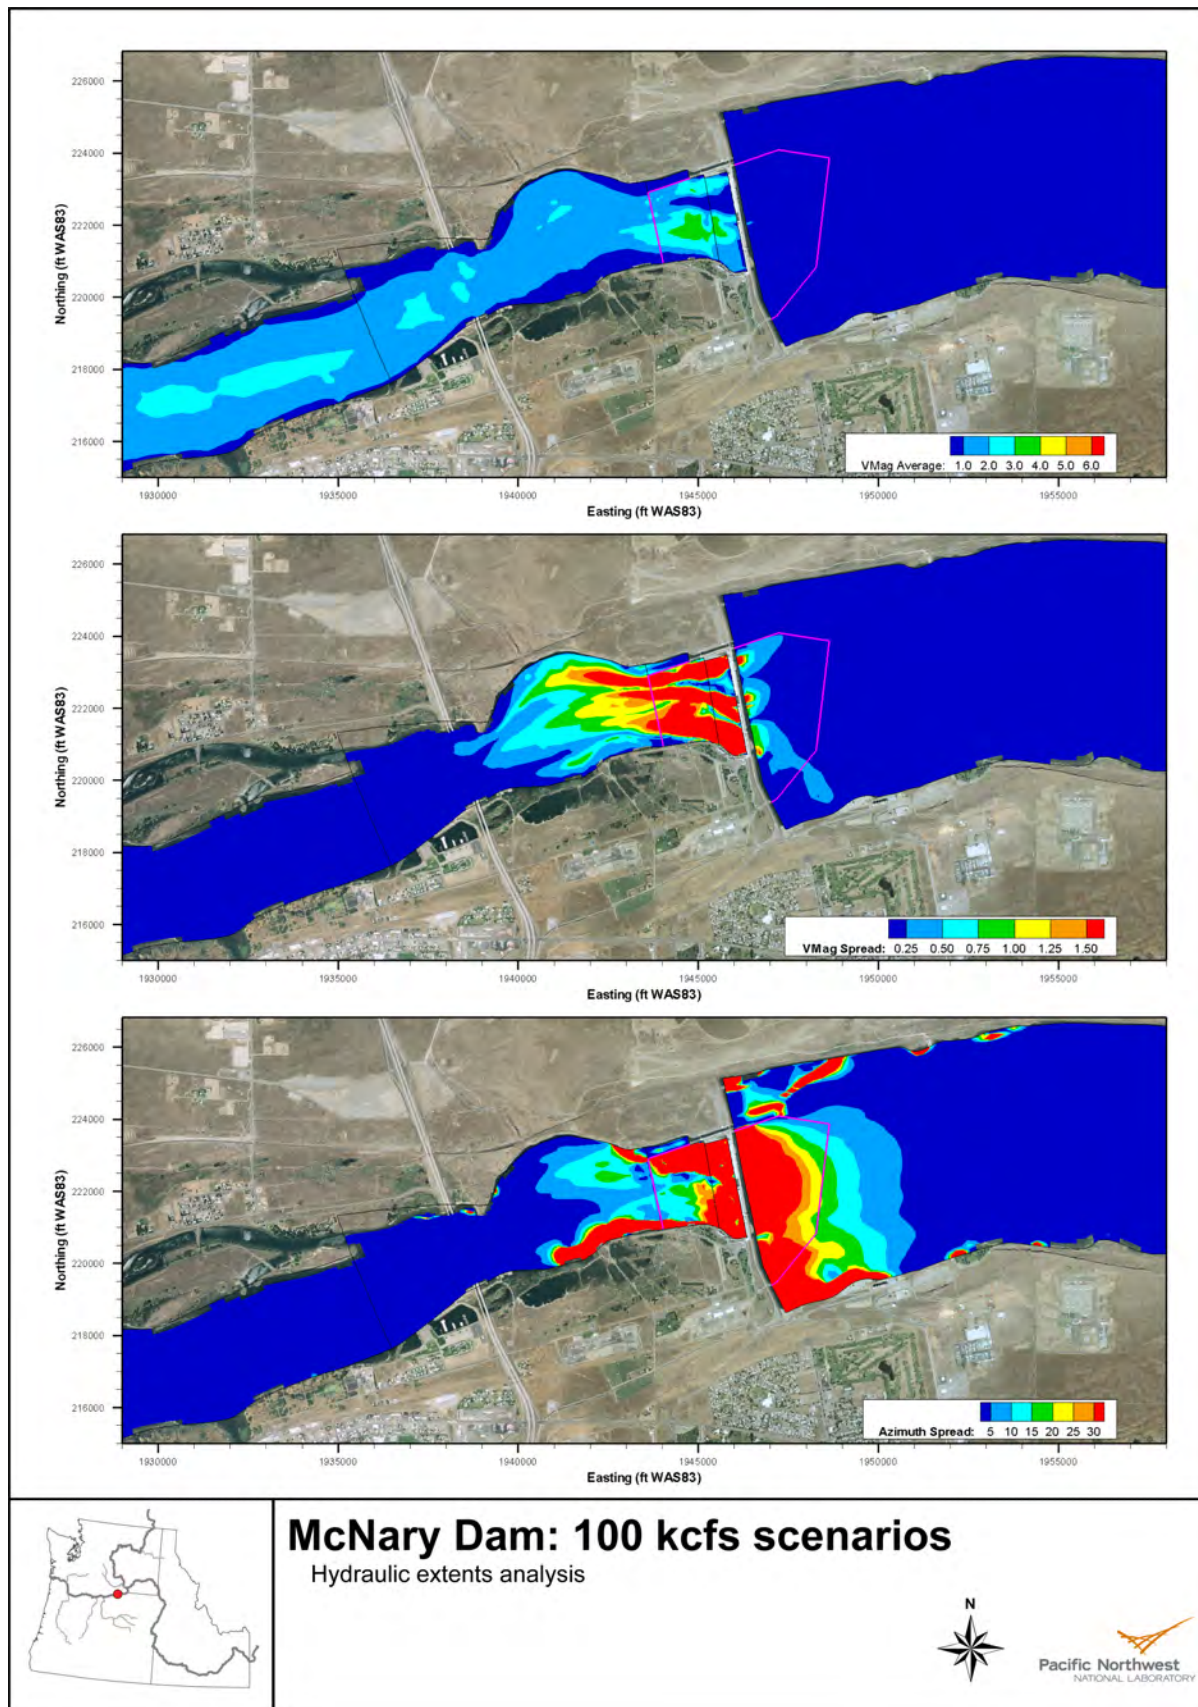 226000
224000
222000
220000
218000
216000
Northing (ft WAS83)
VMag Average: 1.0 2.0 3.0 4.0 5.0 6.0
1930000 1935000 1940000 1945000 1950000 1955000
Easting (ft WAS83)
226000
224000
222000
220000
218000
216000
Northing (ft WAS83)
VMag Spread: 0.25 0.50 0.75 1.00 1.25 1.50
1930000 1935000 1940000 1945000 1950000 1955000
Easting (ft WAS83)
226000
224000
222000
220000
218000
216000
Northing (ft WAS83)
Azimuth Spread: 5 10 15 20 25 30
1930000 1935000 1940000 1945000 1950000 1955000
Easting (ft WAS83)
McNary Dam: 100 kcfs scenarios
Hydraulic extents analysis
N
Pacific Northwest
NATIONAL LABORATORY